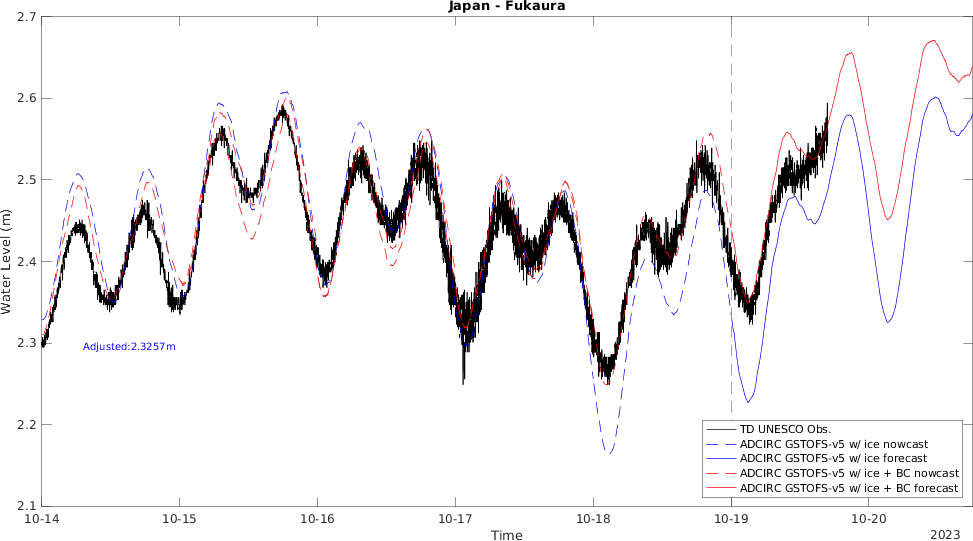 Japan - Fukaura
2.7
2.6
2.5
2.4
2.3
2.2
2.1
Water Level (m)
Adjusted:2.3257m
TD UNESCO Obs.
ADCIRC GSTOFS-v5 w/ ice nowcast
ADCIRC GSTOFS-v5 w/ ice forecast
ADCIRC GSTOFS-v5 w/ ice + BC nowcast
ADCIRC GSTOFS-v5 w/ ice + BC forecast
10-14 10-15 10-16 10-17 10-18 10-19 10-20
Time
2023